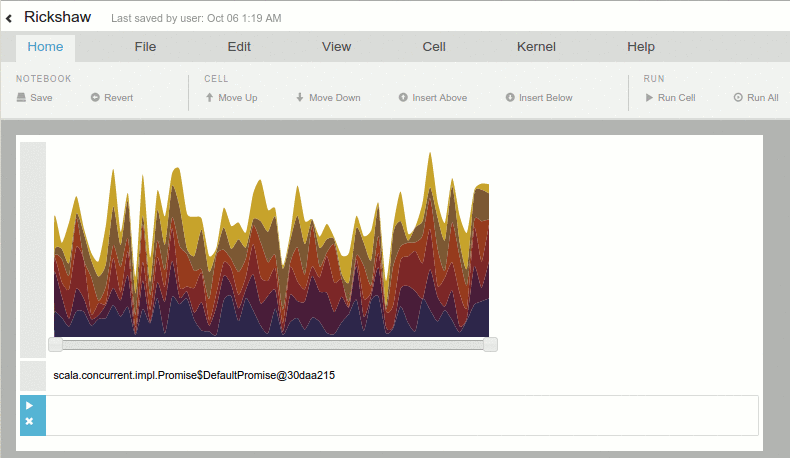 Rickshaw Last saved by user: Oct 06 1:19 AM
Home File Edit View Cell Kernel Help
NOTEBOOK CELL RUN
Save Revert Move Up Move Down Insert Above Insert Below Run Cell Run All
scala.concurrent.impl.Promise$DefaultPromise@30daa215